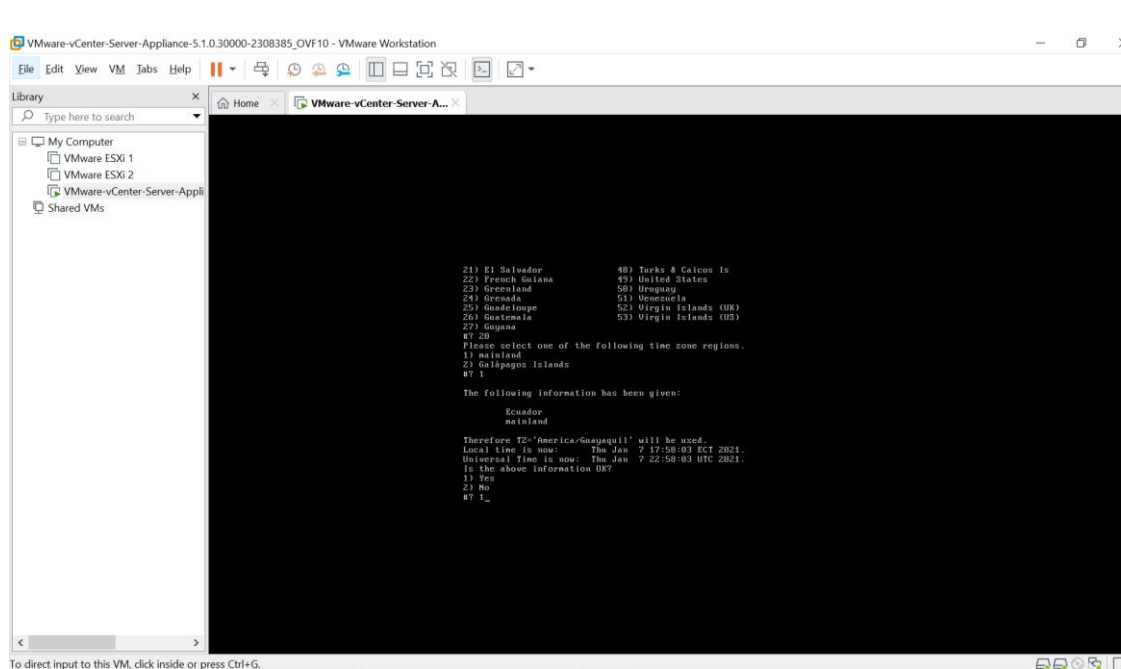 VMware-vCenter-Server-Appliance-5.1.0.30000-2308385_OVF10 - VMware Workstation
File Edit View VM Tabs Help
Library
Home
VMware-vCenter-Server-A...
Type here to search
My Computer
VMware ESXi 1
VMware ESXi 2
VMware-vCenter-Server-Appli
Shared VMs
21) El Salvador 48) Turks & Caicos Is
22) French Guiana 49) United States
23) Greenland 50) Uruguay
24) Grenada 51) Venezuela
25) Guadeloupe 52) Virgin Islands (UK)
26) Guatemala 53) Virgin Islands (US)
27) Guyana
#? 20
Please select one of the following time zone regions.
1) mainland
2) Galápagos Islands
#? 1
The following information has been given:
Ecuador
mainland
Therefore TZ='America/Guayaquil' will be used.
Local time is now: Thu Jan 7 17:58:03 ECT 2021.
Universal Time is now: Thu Jan 7 22:58:03 UTC 2021.
Is the above information OK?
1) Yes
2) No
#? 1_
To direct input to this VM, click inside or press Ctrl+G.